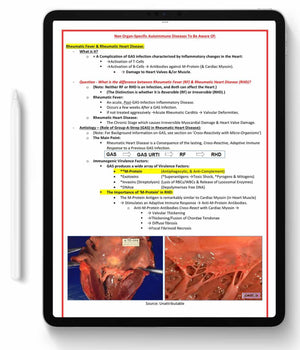 Non Organ-Specific Autoimmune Diseases To Be Aware Of:
Rheumatic Fever & Rheumatic Heart Disease:
What is it?
= A Complication of GAS Infection characterised by Inflammatory changes in the Heart:
→Activation of T-Cells
→Activation of B-Cells → Antibodies against M-Protein (& Cardiac Myosin).
→ Damage to Heart Valves &/or Muscle.
Question - What is the difference between Rheumatic Fever (RF) & Rheumatic Heart Disease (RHD)?
(Note: Neither RF or RHD is an Infection, and Both can affect the Heart.)
(The Distinction is whether it is Reversible (RF) or Irreversible (RHD).)
Rheumatic Fever:
An acute, Post-GAS-Infection Inflammatory Disease
Occurs a Few Weeks after a GAS Infection.
If not treated aggressively →Acute Rheumatic Carditis → Valvular Deformities.
Rheumatic Heart Disease:
The Chronic Stage which causes Irreversible Myocardial Damage & Heart Valve Damage.
Aetiology – (Role of Group-A-Strep (GAS) in Rheumatic Heart Disease):
(Note: For Background Information on GAS, see section on 'Cross-Reactivity with Micro-Organisms')
The Main Point:
Rheumatic Heart Disease is a Consequence of the lasting, Cross-Reactive, Adaptive Immune
Response to a Previous GAS Infection.
GAS → GAS URTI → RF → RHD
Immunogenic Virulence Factors:
GAS produces a wide array of Virulence Factors:
**M-Protein (Antiphagocytic, & Anti-Complement)
*Exotoxins (*Superantigens→Toxic Shock, *Pyrogens & Mitogens)
*Invasins (Streptolysin) (Lysis of RBCs/WBCs & Release of Lysosomal Enzymes)
*DNAse (Depolymerises free DNA)
The Importance of 'M-Protein' in RHD:
The M-Protein Antigen is remarkably similar to Cardiac Myosin (in Heart Muscle)
→ Stimulates an Adaptive Immune Response → Anti-M-Protein Antibodies.
Anti-M-Protein Antibodies Cross-React with Cardiac Myosin →
→ Valvular Thickening
→Thickening/Fusion of Chordae Tendonae
→ Diffuse Fibrosis
→Focal Fibrinoid Necrosis
Source: Unattributable